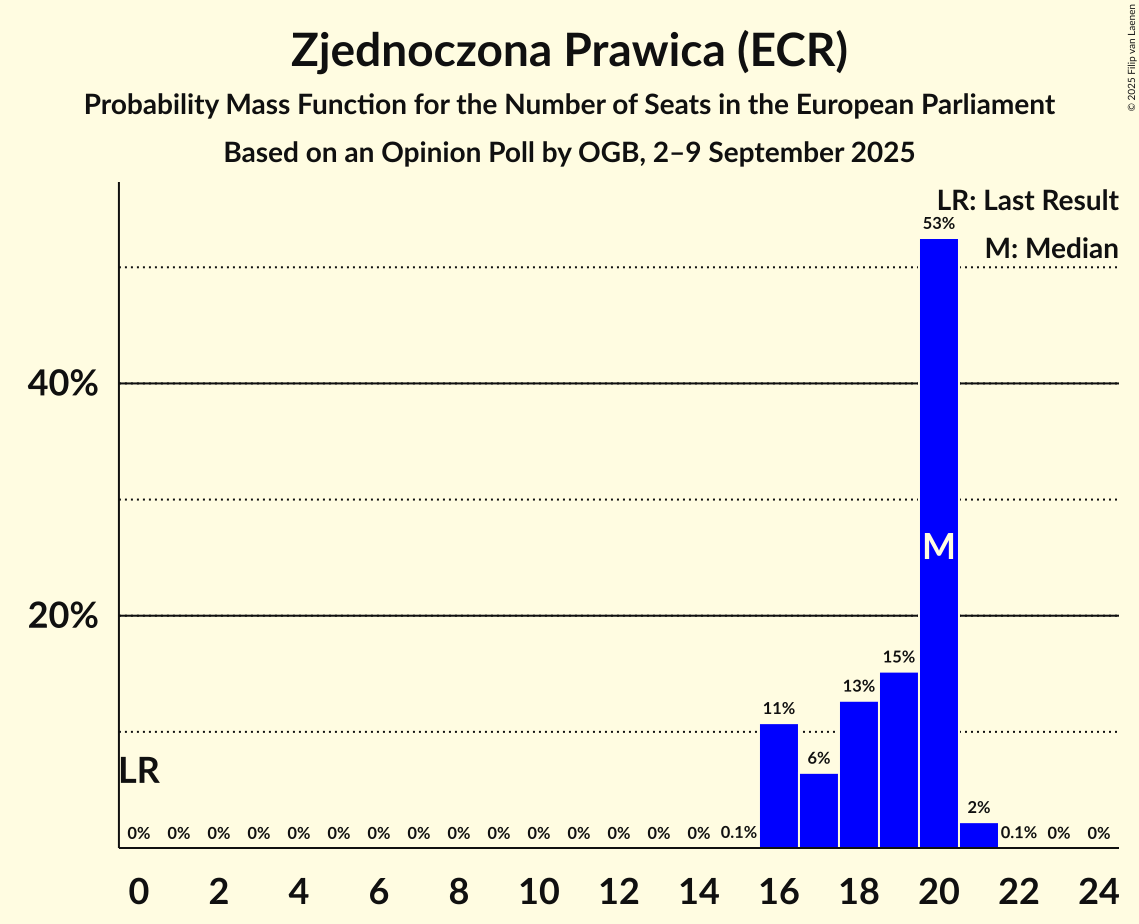 Zjednoczona Prawica (ECR)
Probability Mass Function for the Number of Seats in the European Parliament
Based on an Opinion Poll by OGB, 2–9 September 2025
© 2025 Filip van Laenen
LR: Last Result
53%
M: Median
40%
M
20%
15%
13%
11%
6%
LR
2%
0% 0% 0% 0% 0% 0% 0% 0% 0% 0% 0% 0% 0% 0% 0% 0.1% 0.1% 0% 0%
0 2 4 6 8 10 12 14 16 18 20 22 24